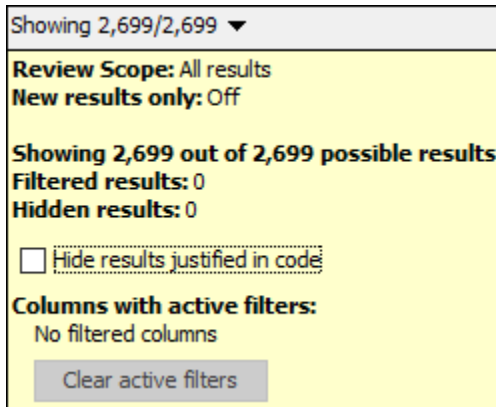 Showing 2,699/2,699
Review Scope: All results
New results only: Off
Showing 2,699 out of 2,699 possible results
Filtered results: 0
Hidden results: 0
Hide results justified in code
Columns with active filters:
No filtered columns
Clear active filters